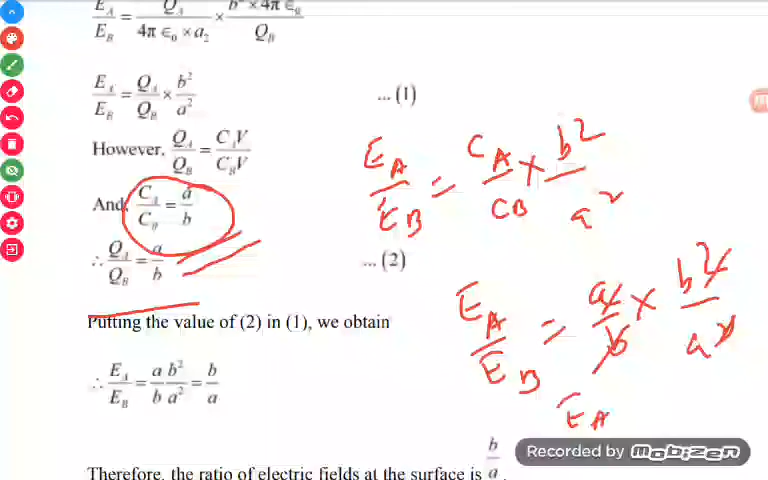 E_A/E_B = Q_A/(4π ∈₀ × a₂) × (b² × 4π ∈₀)/Q_B
E_A/E_B = Q_A/Q_B × b²/a² ... (1)
However, Q_A/Q_B = C_A V/C_B V
And, C_A/C_B = a/b
∴ Q_A/Q_B = a/b ... (2)
Putting the value of (2) in (1), we obtain
∴ E_A/E_B = a/b b²/a² = b/a
Therefore, the ratio of electric fields at the surface is b/a.
E_A/E_B = C_A/C_B × b²/a²
E_A/E_B = a/b × b²/a²
E_A
Recorded by mobizen